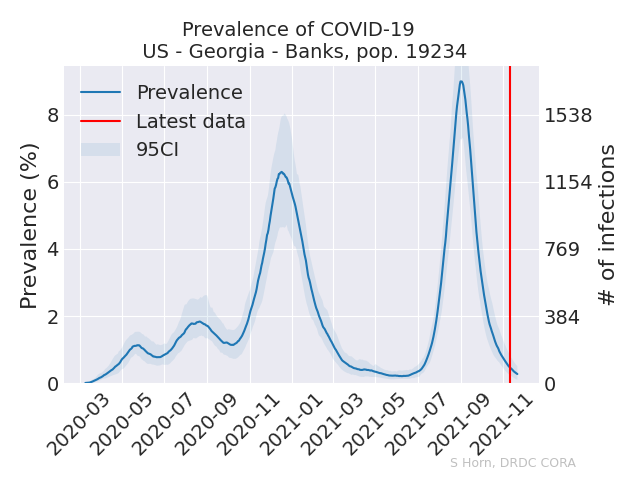 Prevalence of COVID-19
US - Georgia - Banks, pop. 19234
Prevalence
Latest data
95CI
Prevalence (%)
8
6
4
2
0
1538
1154
769
384
0
# of infections
2020-03
2020-05
2020-07
2020-09
2020-11
2021-01
2021-03
2021-05
2021-07
2021-09
2021-11
S Horn, DRDC CORA